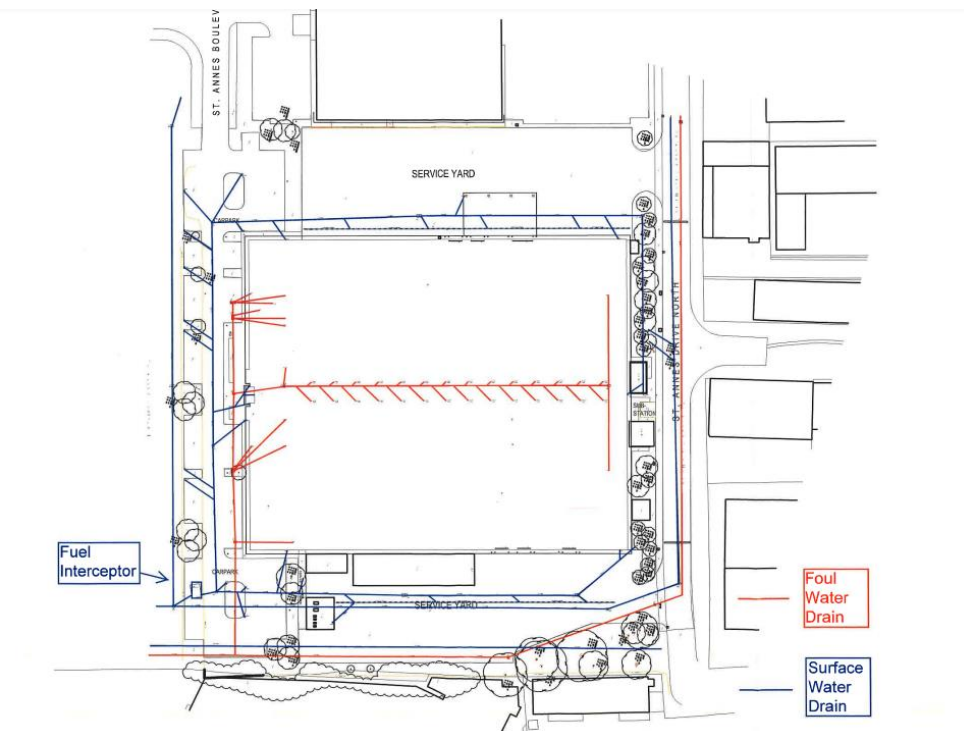 ST. ANNES BOULEV
SERVICE YARD
CARPARK
ST. ANNES DRIVE NORTH
SUB
STATION
Fuel
Interceptor
CARPARK
SERVICE YARD
Foul
Water
Drain
Surface
Water
Drain